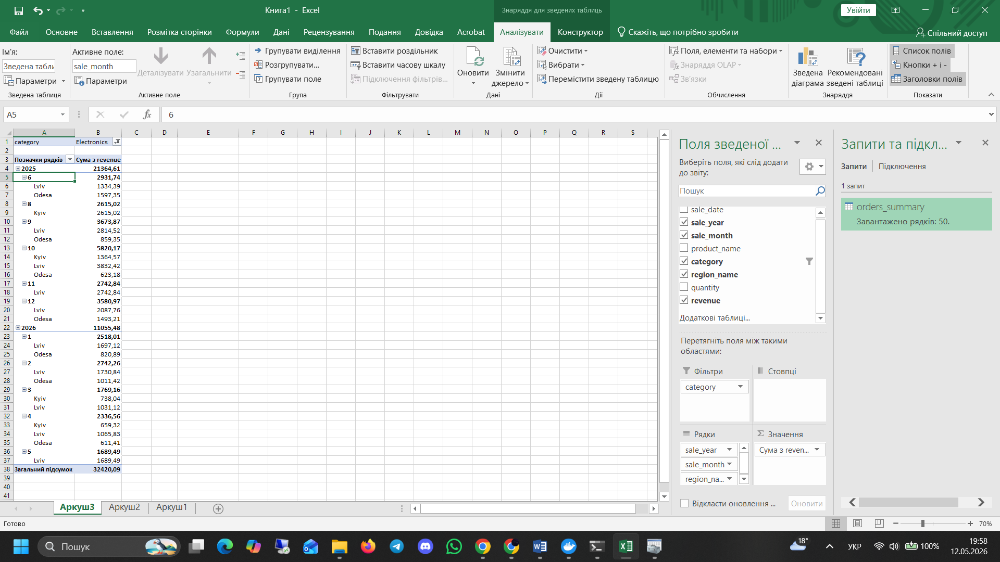 Книга1 - Excel
Знаряддя для зведених таблиць
Увійти
Файл
Основне
Вставлення
Розмітка сторінки
Формули
Дані
Рецензування
Подання
Довідка
Acrobat
Аналізувати
Конструктор
Скажіть, що потрібно зробити
Спільний доступ
Ім'я:
Зведена табли
Параметри
Зведена таблиця
Активне поле:
sale_month
Параметри
Деталізувати
Узагальнити
Активне поле
Групувати виділення
Розгрупувати...
Групувати поле
Група
Вставити роздільник
Вставити часову шкалу
Підключення фільтрів...
Фільтрувати
Оновити
Змінити
джерело
Дані
Очистити
Вибрати
Перемістити зведену таблицю
Дії
Поля, елементи та набори
Знаряддя OLAP
Зв'язки
Обчислення
Зведена
діаграма
Рекомендовані
зведені таблиці
Знаряддя
Список полів
Кнопки + і -
Заголовки полів
Показати
A5
fx
6
A B C D E F G H I J K L M N O P Q R S
1 category Electronics
2
3 Позначки рядків Сума з revenue
4 2025 21364,61
5 6 2931,74
6 Lviv 1334,39
7 Odesa 1597,35
8 8 2615,02
9 Kyiv 2615,02
10 9 3673,87
11 Lviv 2814,52
12 Odesa 859,35
13 10 5820,17
14 Kyiv 1364,57
15 Lviv 3832,42
16 Odesa 623,18
17 11 2742,84
18 Lviv 2742,84
19 12 3580,97
20 Lviv 2087,76
21 Odesa 1493,21
22 2026 11055,48
23 1 2518,01
24 Lviv 1697,12
25 Odesa 820,89
26 2 2742,26
27 Lviv 1730,84
28 Odesa 1011,42
29 3 1769,16
30 Kyiv 738,04
31 Lviv 1031,12
32 4 2336,56
33 Kyiv 659,32
34 Lviv 1065,83
35 Odesa 611,41
36 5 1689,49
37 Lviv 1689,49
38 Загальний підсумок 32420,09
39
40
41
Поля зведеної ...
Виберіть поля, які слід додати
до звіту:
Пошук
sale_date
sale_year
sale_month
product_name
category
region_name
quantity
revenue
Додаткові таблиці...
Перетягніть поля між такими
областями:
Фільтри
Стовпці
category
Рядки
Значення
sale_year
Сума з reven...
sale_month
region_na...
Відкласти оновлення ...
Оновити
Запити та підкл...
Запити
Підключення
1 запит
orders_summary
Завантажено рядків: 50.
Аркуш3
Аркуш2
Аркуш1
Готово
70%
Пошук
18°
УКР
100%
19:58
12.05.2026